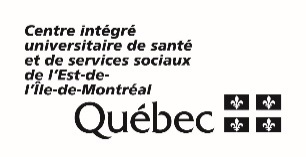 Centre intégré
universitaire de santé
et de services sociaux
de l'Est-de-
l'Île-de-Montréal
Québec